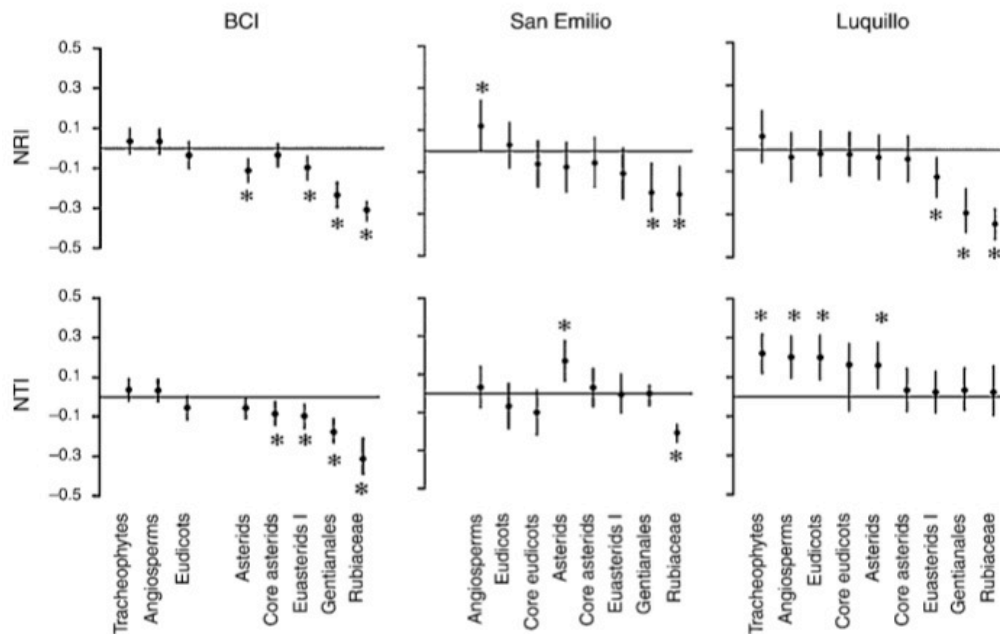 BCI San Emilio Luquillo
NRI
0.5
0.3
0.1
−0.1
−0.3
−0.5
* * * *
* * *
* * *
NTI
0.5
0.3
0.1
−0.1
−0.3
−0.5
* * * *
* *
* * * *
Tracheophytes
Angiosperms
Eudicots
Asterids
Core asterids
Euasterids I
Gentianales
Rubiaceae
Angiosperms
Eudicots
Core eudicots
Asterids
Core asterids
Euasterids I
Gentianales
Rubiaceae
Tracheophytes
Angiosperms
Eudicots
Core eudicots
Asterids
Core asterids
Euasterids I
Gentianales
Rubiaceae